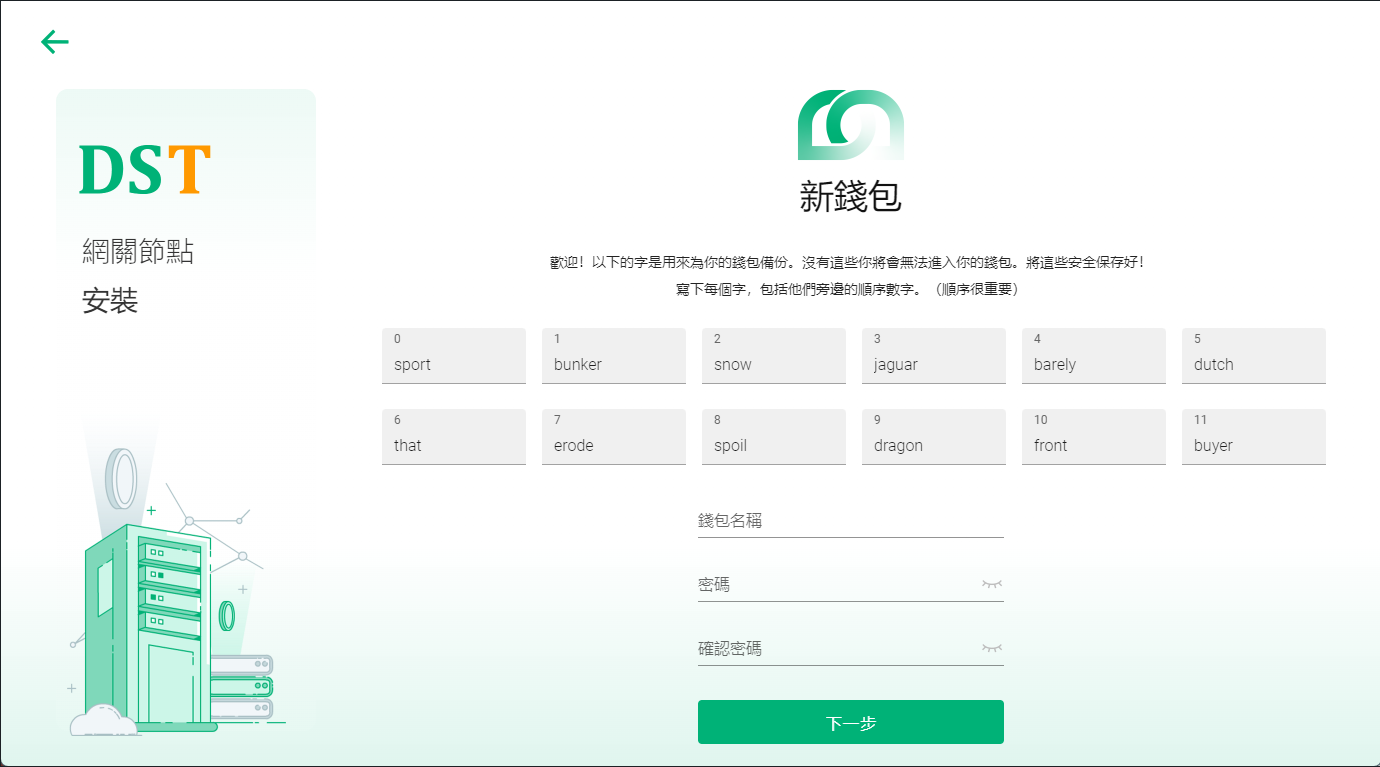 DST
網關節點
安裝
新錢包
歡迎！以下的字是用來為你的錢包備份。沒有這些你將會無法進入你的錢包。將這些安全保存好！
寫下每個字，包括他們旁邊的順序數字。（順序很重要）
0 1 2 3 4 5
sport bunker snow jaguar barely dutch
6 7 8 9 10 11
that erode spoil dragon front buyer
錢包名稱
密碼
確認密碼
下一步